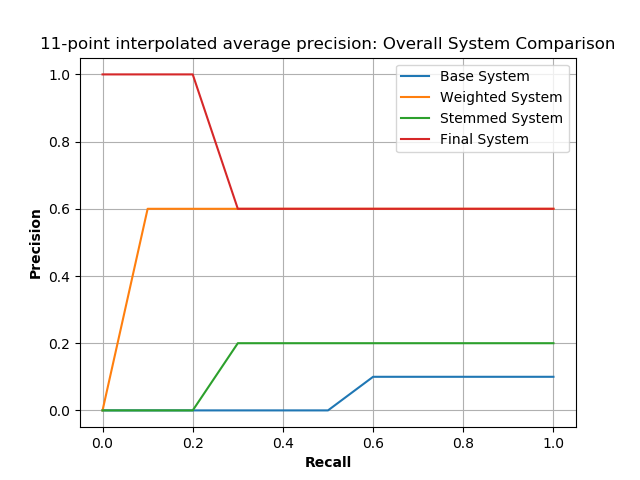 11-point interpolated average precision: Overall System Comparison
1.0
0.8
0.6
0.4
0.2
0.0
Precision
Base System
Weighted System
Stemmed System
Final System
0.0 0.2 0.4 0.6 0.8 1.0
Recall